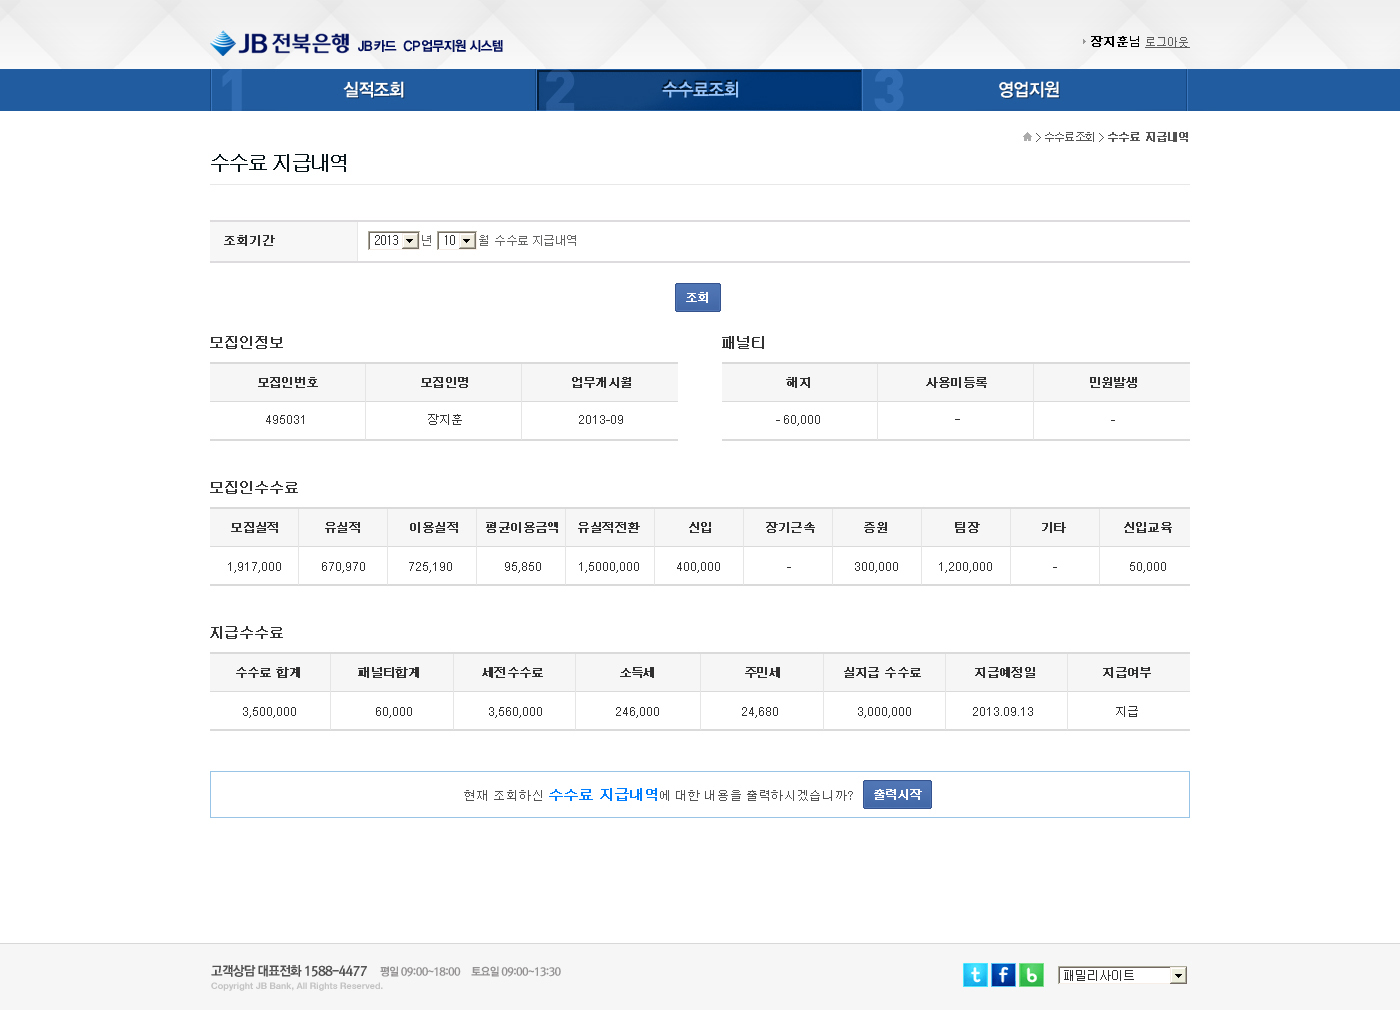 JB 전북은행 JB카드 CP업무지원 시스템
장지훈님 로그아웃
1 실적조회 2 수수료조회 3 영업지원
> 수수료조회 > 수수료 지급내역
수수료 지급내역
조회기간 2013 년 10 월 수수료 지급내역
조회
모집인정보
모집인번호 모집인명 업무개시월
495031 장지훈 2013-09
패널티
해지 사용미등록 민원발생
- 60,000 - -
모집인수수료
모집실적 유실적 이용실적 평균이용금액 유실적전환 신입 장기근속 증원 팀장 기타 신입교육
1,917,000 670,970 725,190 95,850 1,5000,000 400,000 - 300,000 1,200,000 - 50,000
지급수수료
수수료 합계 패널티합계 세전수수료 소득세 주민세 실지급 수수료 지급예정일 지급여부
3,500,000 60,000 3,560,000 246,000 24,680 3,000,000 2013.09.13 지급
현재 조회하신 수수료 지급내역에 대한 내용을 출력하시겠습니까? 출력시작
고객상담 대표전화 1588-4477 평일 09:00~18:00 토요일 09:00~13:30
Copyright JB Bank, All Rights Reserved.
t f b 패밀리사이트